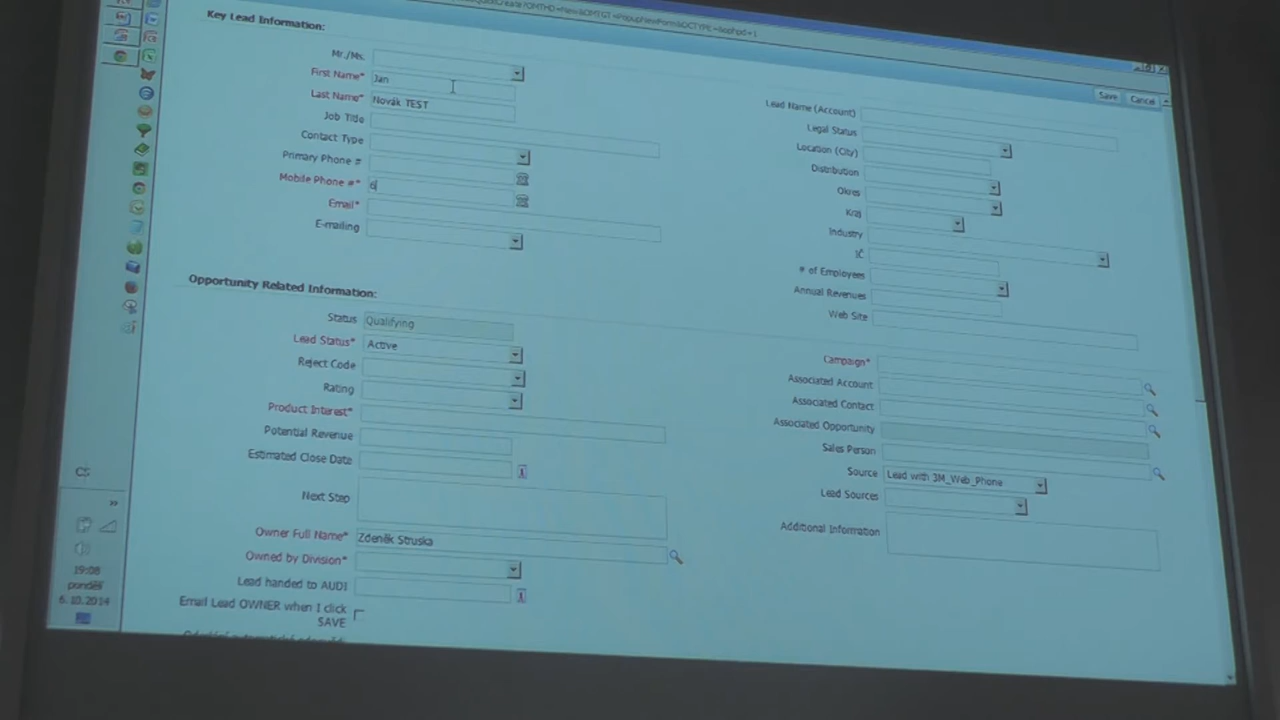 Key Lead Information:
Mr./Ms.
First Name* Jan
Last Name* Novák TEST
Job Title
Contact Type
Primary Phone #
Mobile Phone #* 6
Email*
E-mailing
Save Cancel
Lead Name (Account)
Legal Status
Location (City)
Distribution
Okres
Kraj
Industry
IČ
# of Employees
Annual Revenues
Web Site
Opportunity Related Information:
Status Qualifying
Lead Status* Active
Reject Code
Rating
Product Interest*
Potential Revenue
Estimated Close Date
Next Step
Owner Full Name* Zdeněk Struska
Owned by Division*
Lead handed to AUDI
Email Lead OWNER when I click
SAVE
Campaign*
Associated Account
Associated Contact
Associated Opportunity
Sales Person
Source Lead with 3M_Web_Phone
Lead Sources
Additional Information
CS
19:08
pondělí
6.10.2014